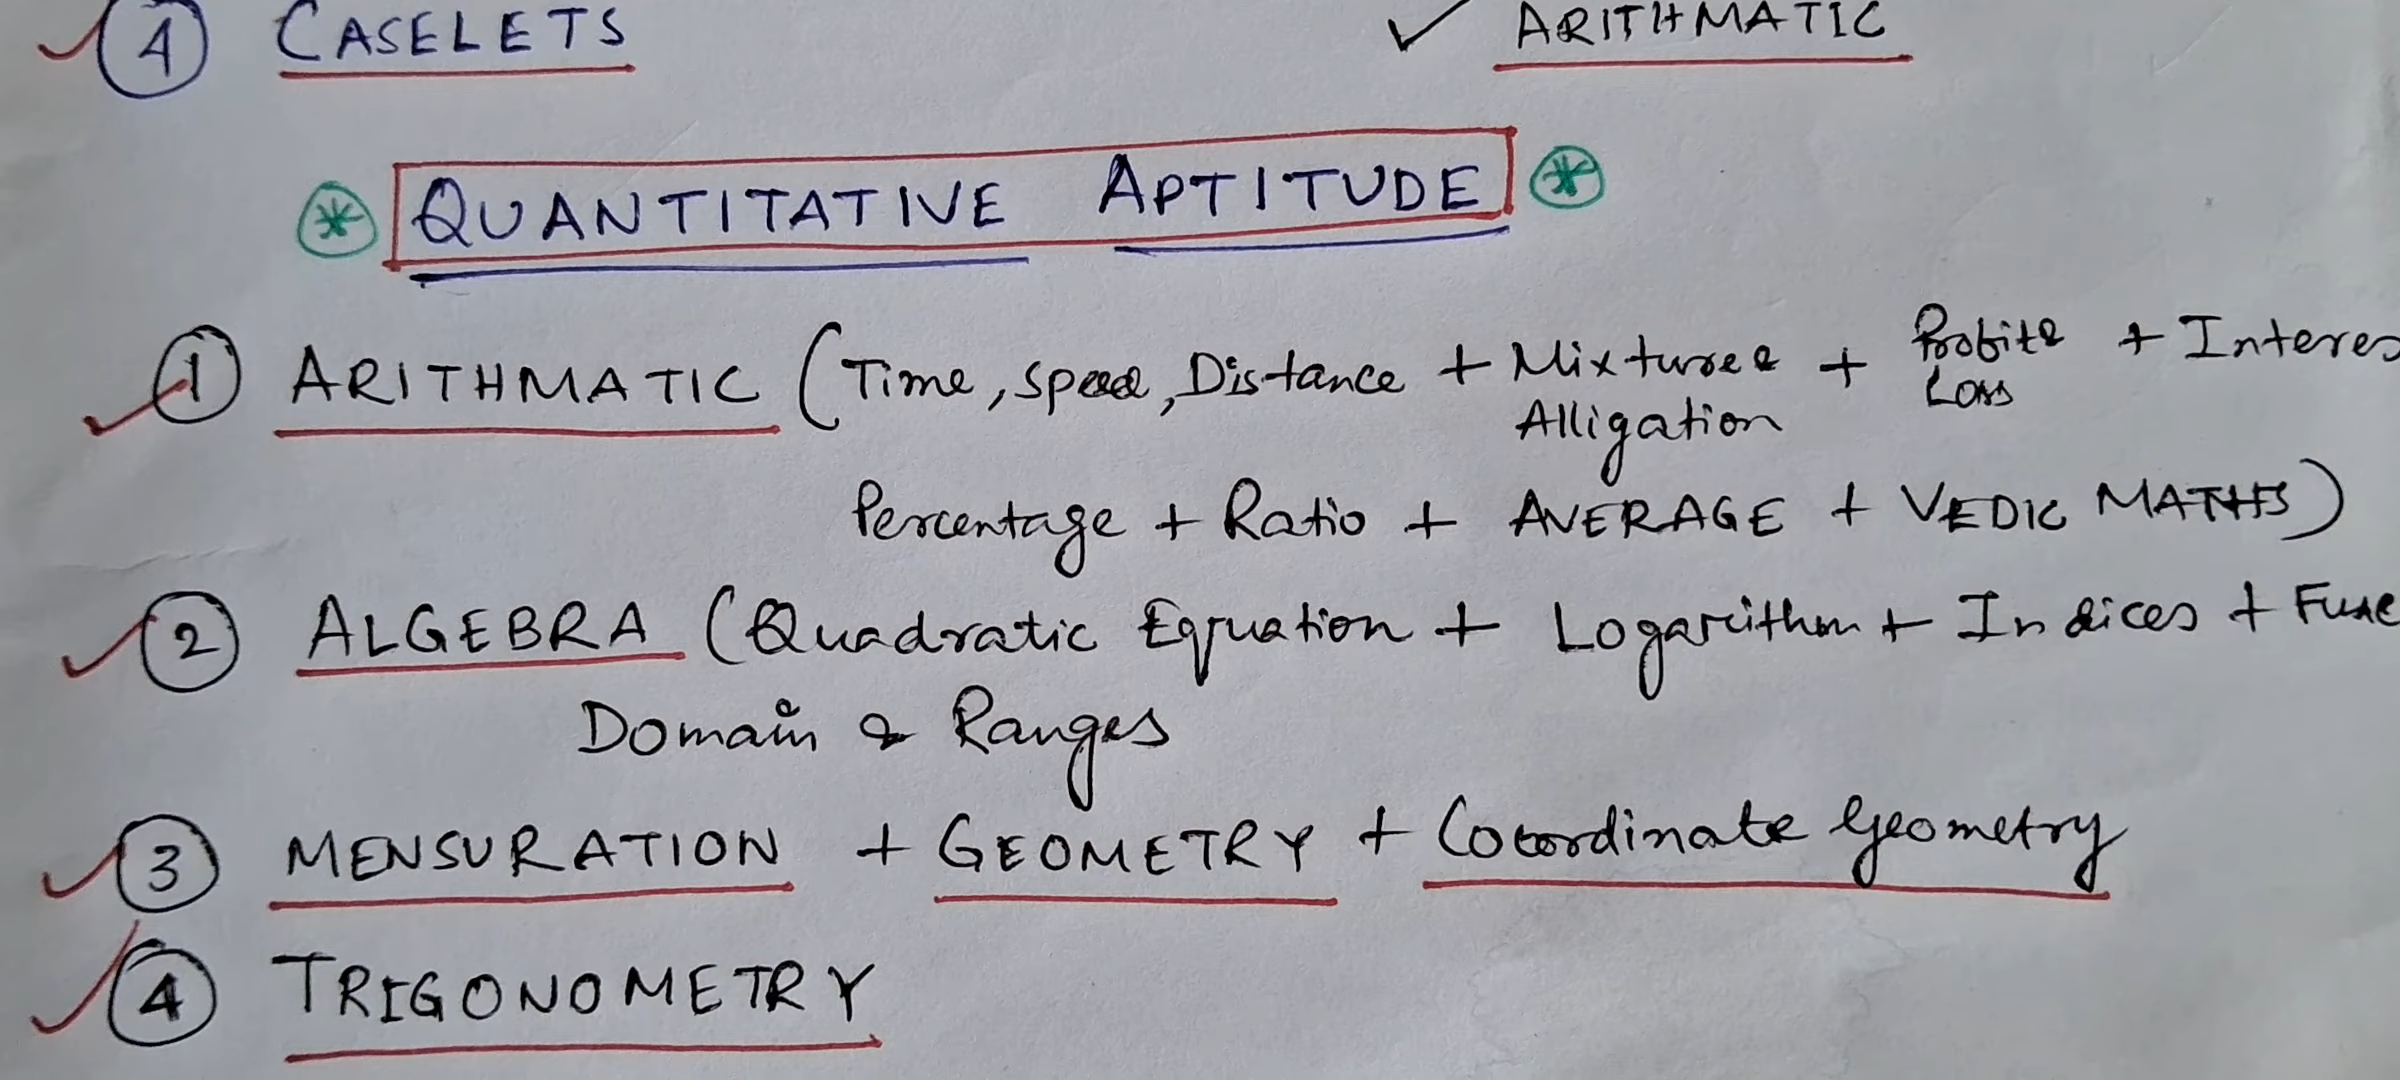 4 CASELETS ✓ ARITHMATIC
* QUANTITATIVE APTITUDE *
1 ARITHMATIC (Time, Speed, Distance + Mixture & Alligation + Profit & Loss + Interes
Percentage + Ratio + AVERAGE + VEDIC MATHS)
2 ALGEBRA (Quadratic Equation + Logarithm + Indices + Func
Domain & Ranges
3 MENSURATION + GEOMETRY + Coordinate Geometry
4 TRIGONOMETRY